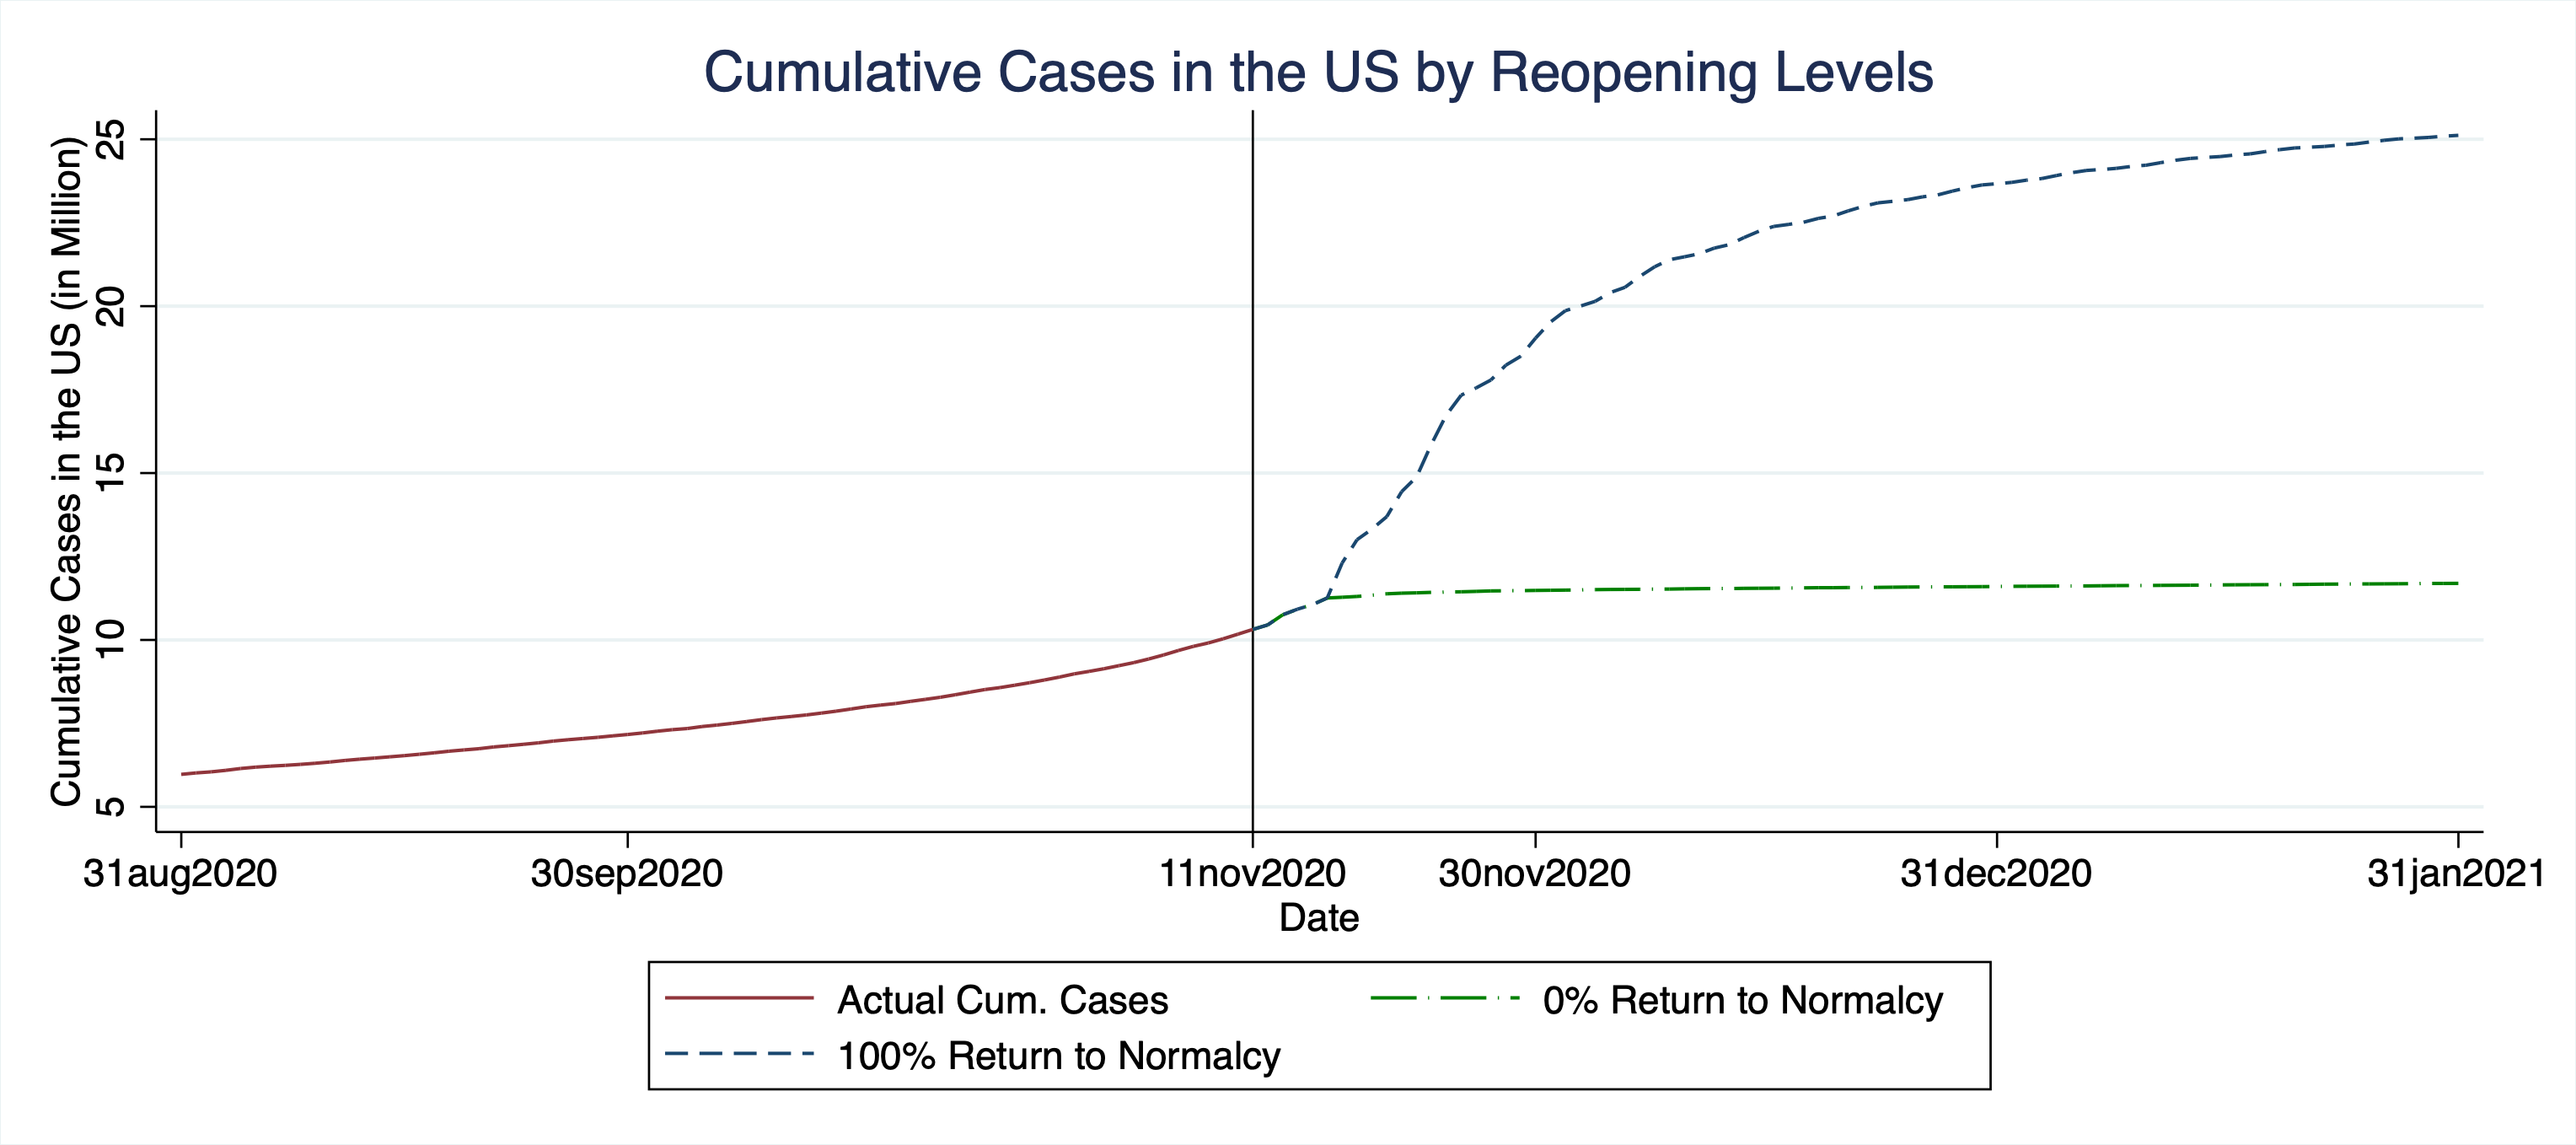 Cumulative Cases in the US by Reopening Levels
Cumulative Cases in the US (in Million)
25
20
15
10
5
31aug2020
30sep2020
11nov2020
30nov2020
31dec2020
31jan2021
Date
Actual Cum. Cases
0% Return to Normalcy
100% Return to Normalcy